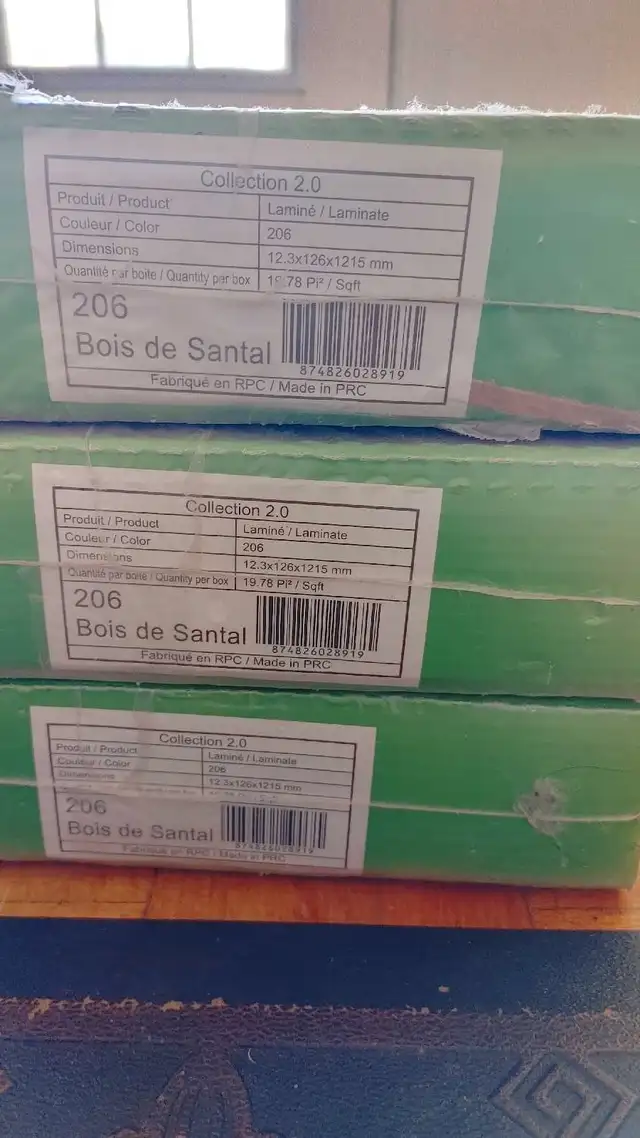 Collection 2.0
Produit / Product Laminé / Laminate
Couleur / Color 206
Dimensions 12.3x126x1215 mm
Quantité par boite / Quantity per box 19.78 Pi² / Sqft
206
Bois de Santal
874826028919
Fabriqué en RPC / Made in PRC
Collection 2.0
Produit / Product Laminé / Laminate
Couleur / Color 206
Dimensions 12.3x126x1215 mm
Quantité par boite / Quantity per box 19.78 Pi² / Sqft
206
Bois de Santal
874826028919
Fabriqué en RPC / Made in PRC
Collection 2.0
Produit / Product Laminé / Laminate
Couleur / Color 206
Dimensions 12.3x126x1215 mm
206
Bois de Santal
874826028919
Fabriqué en RPC / Made in PRC